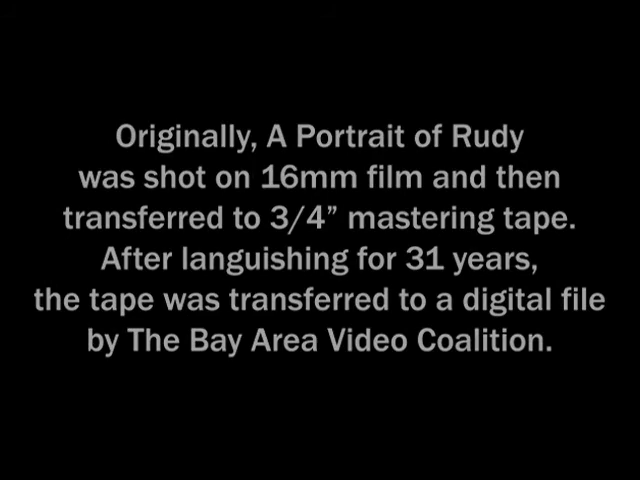 Originally, A Portrait of Rudy
was shot on 16mm film and then
transferred to 3/4” mastering tape.
After languishing for 31 years,
the tape was transferred to a digital file
by The Bay Area Video Coalition.